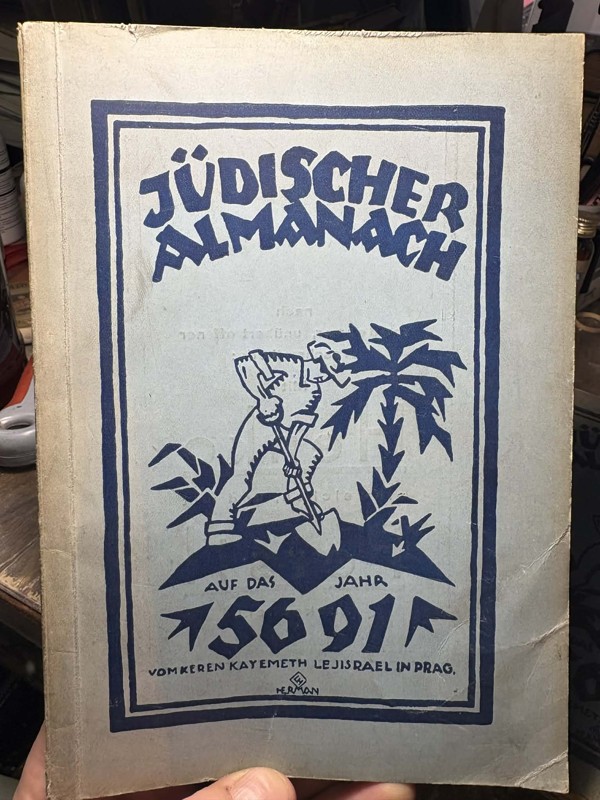 JÜDISCHER
ALMANACH
AUF DAS JAHR
5691
VOM KEREN KAYEMETH LEJISRAEL IN PRAG.
HERMAN